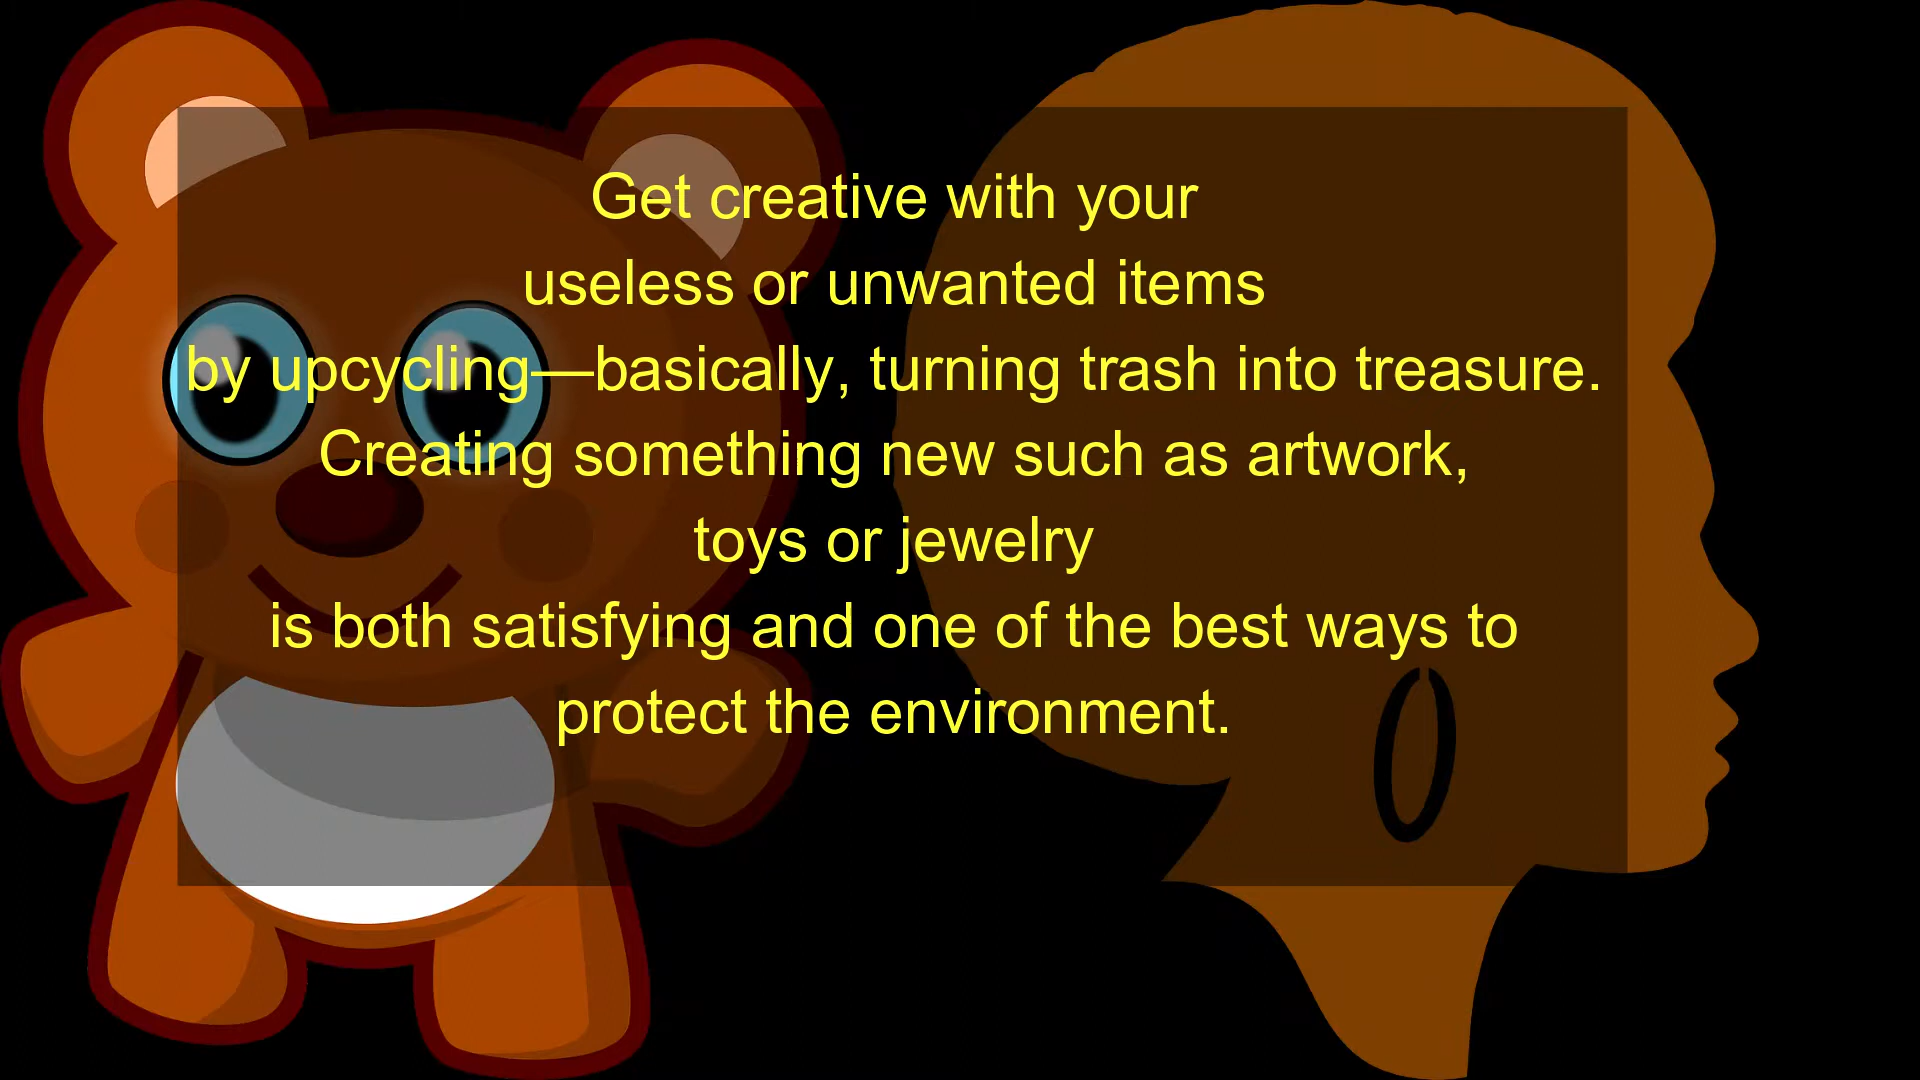 Get creative with your
useless or unwanted items
by upcycling—basically, turning trash into treasure.
Creating something new such as artwork,
toys or jewelry
is both satisfying and one of the best ways to
protect the environment.